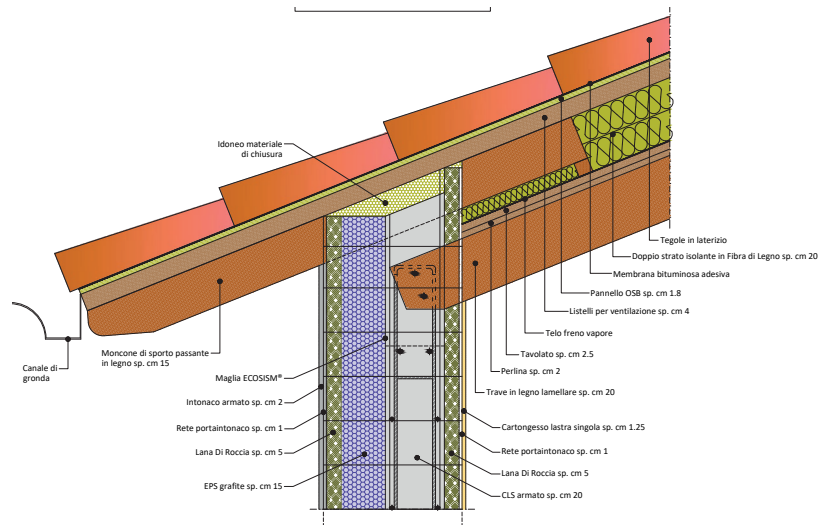 Idoneo materiale
di chiusura
Tegole in laterizio
Doppio strato isolante in Fibra di Legno sp. cm 20
Membrana bituminosa adesiva
Pannello OSB sp. cm 1.8
Listelli per ventilazione sp. cm 4
Telo freno vapore
Tavolato sp. cm 2.5
Perlina sp. cm 2
Trave in legno lamellare sp. cm 20
Canale di
gronda
Moncone di sporto passante
in legno sp. cm 15
Maglia ECOSISM®
Intonaco armato sp. cm 2
Rete portaintonaco sp. cm 1
Lana Di Roccia sp. cm 5
EPS grafite sp. cm 15
Cartongesso lastra singola sp. cm 1.25
Rete portaintonaco sp. cm 1
Lana Di Roccia sp. cm 5
CLS armato sp. cm 20